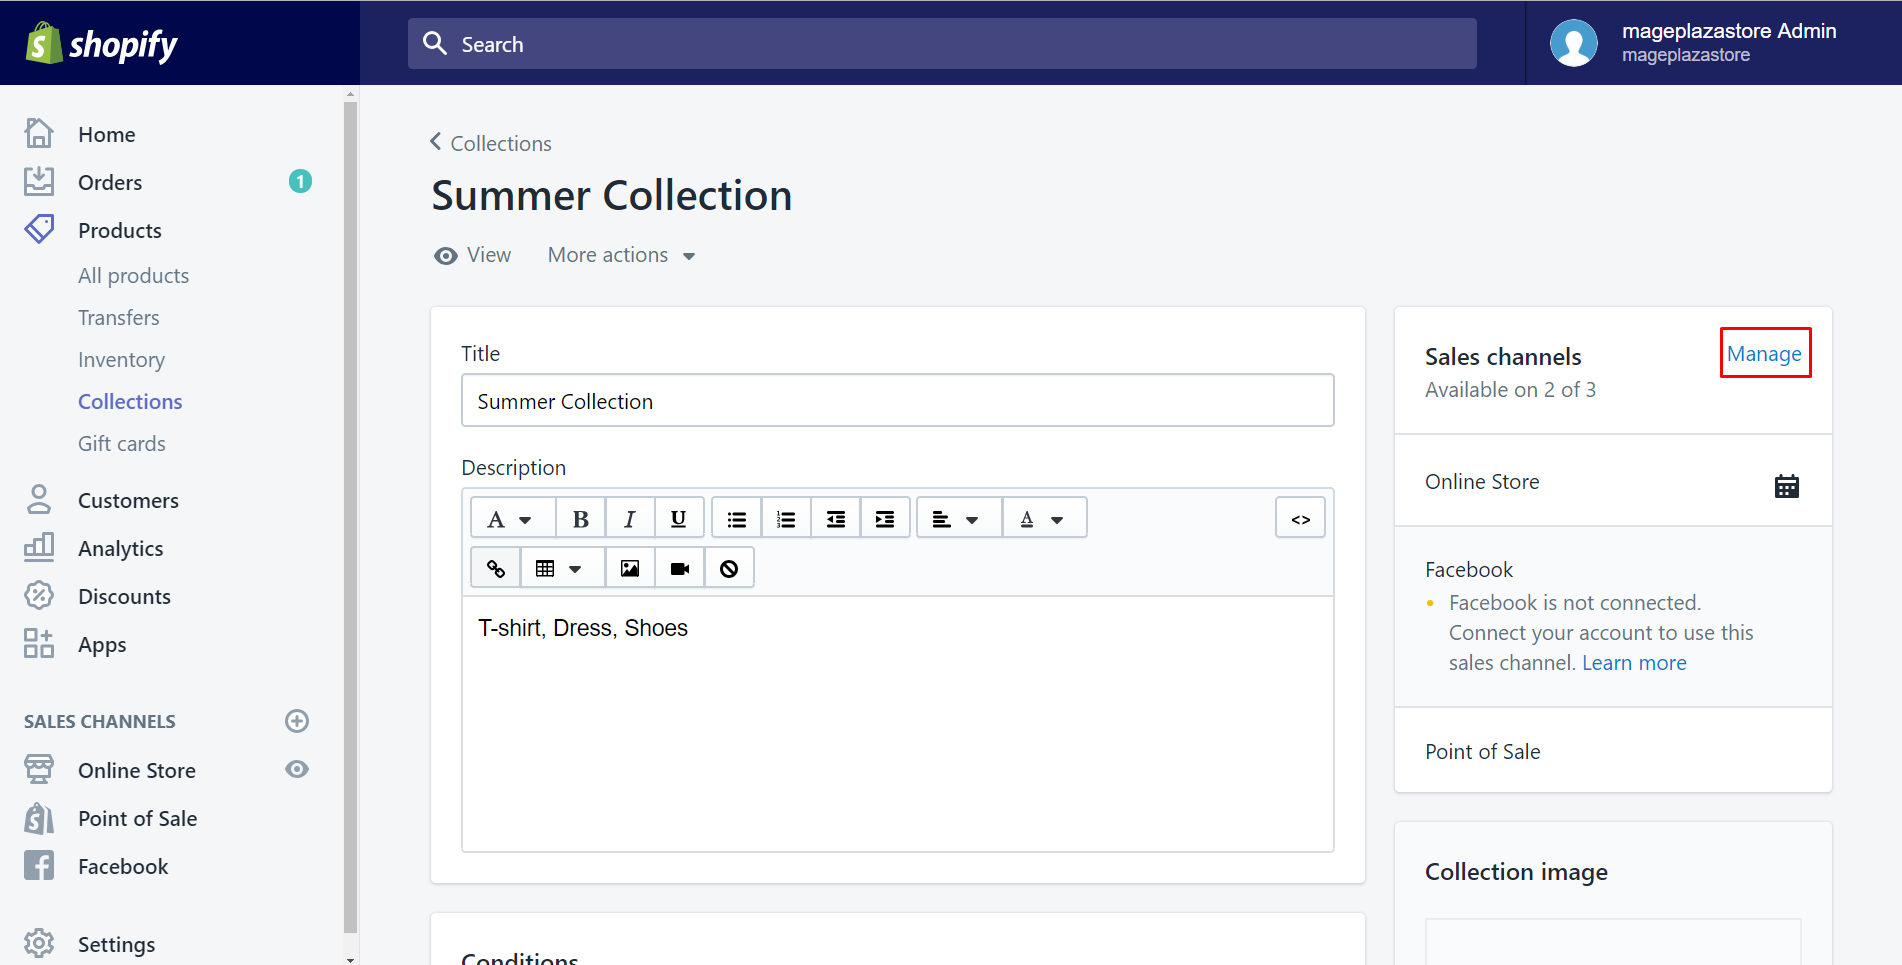 shopify
Search
mageplazastore Admin
mageplazastore
Home
Orders
1
Products
All products
Transfers
Inventory
Collections
Gift cards
Customers
Analytics
Discounts
Apps
SALES CHANNELS
Online Store
Point of Sale
Facebook
Settings
Collections
Summer Collection
View
More actions
Title
Summer Collection
Description
A B I U A <>
T-shirt, Dress, Shoes
Conditions
Sales channels
Manage
Available on 2 of 3
Online Store
Facebook
• Facebook is not connected.
Connect your account to use this
sales channel. Learn more
Point of Sale
Collection image